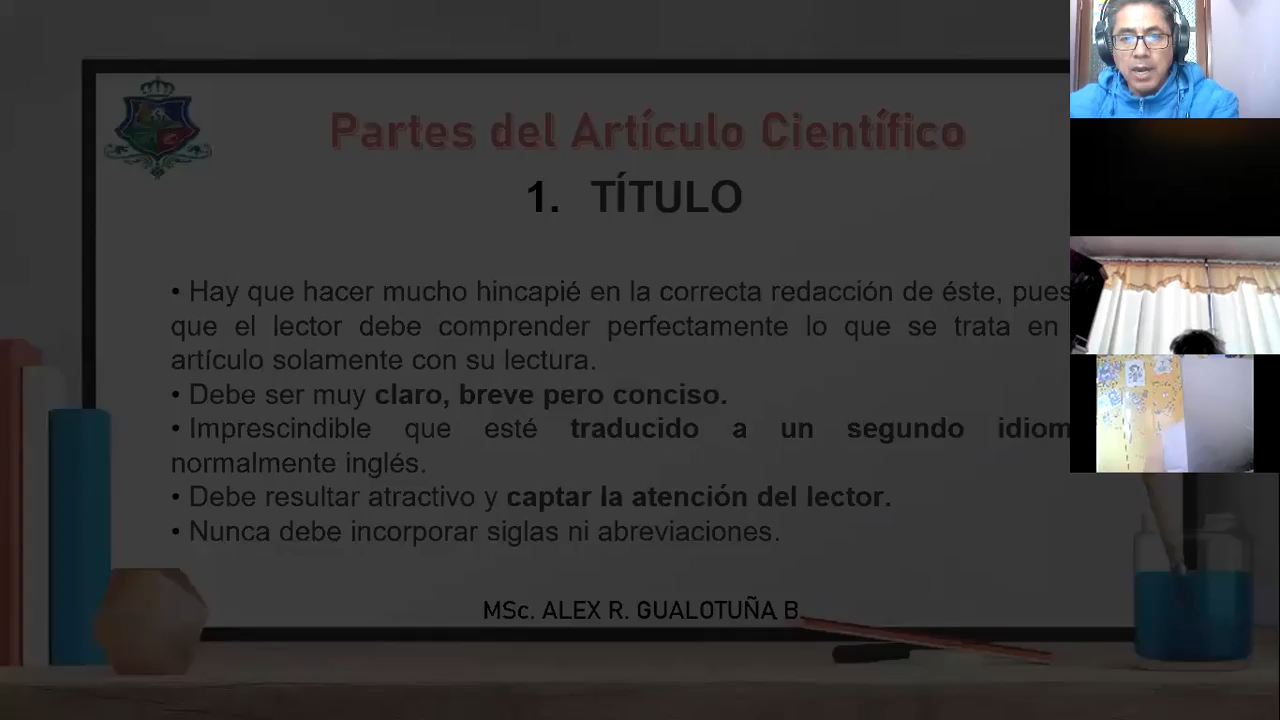 Partes del Artículo Científico
1. TÍTULO
• Hay que hacer mucho hincapié en la correcta redacción de éste, pues
que el lector debe comprender perfectamente lo que se trata en
artículo solamente con su lectura.
• Debe ser muy claro, breve pero conciso.
• Imprescindible que esté traducido a un segundo
normalmente inglés.
• Debe resultar atractivo y captar la atención del lector.
• Nunca debe incorporar siglas ni abreviaciones.
MSc. ALEX R. GUALOTUÑA B.